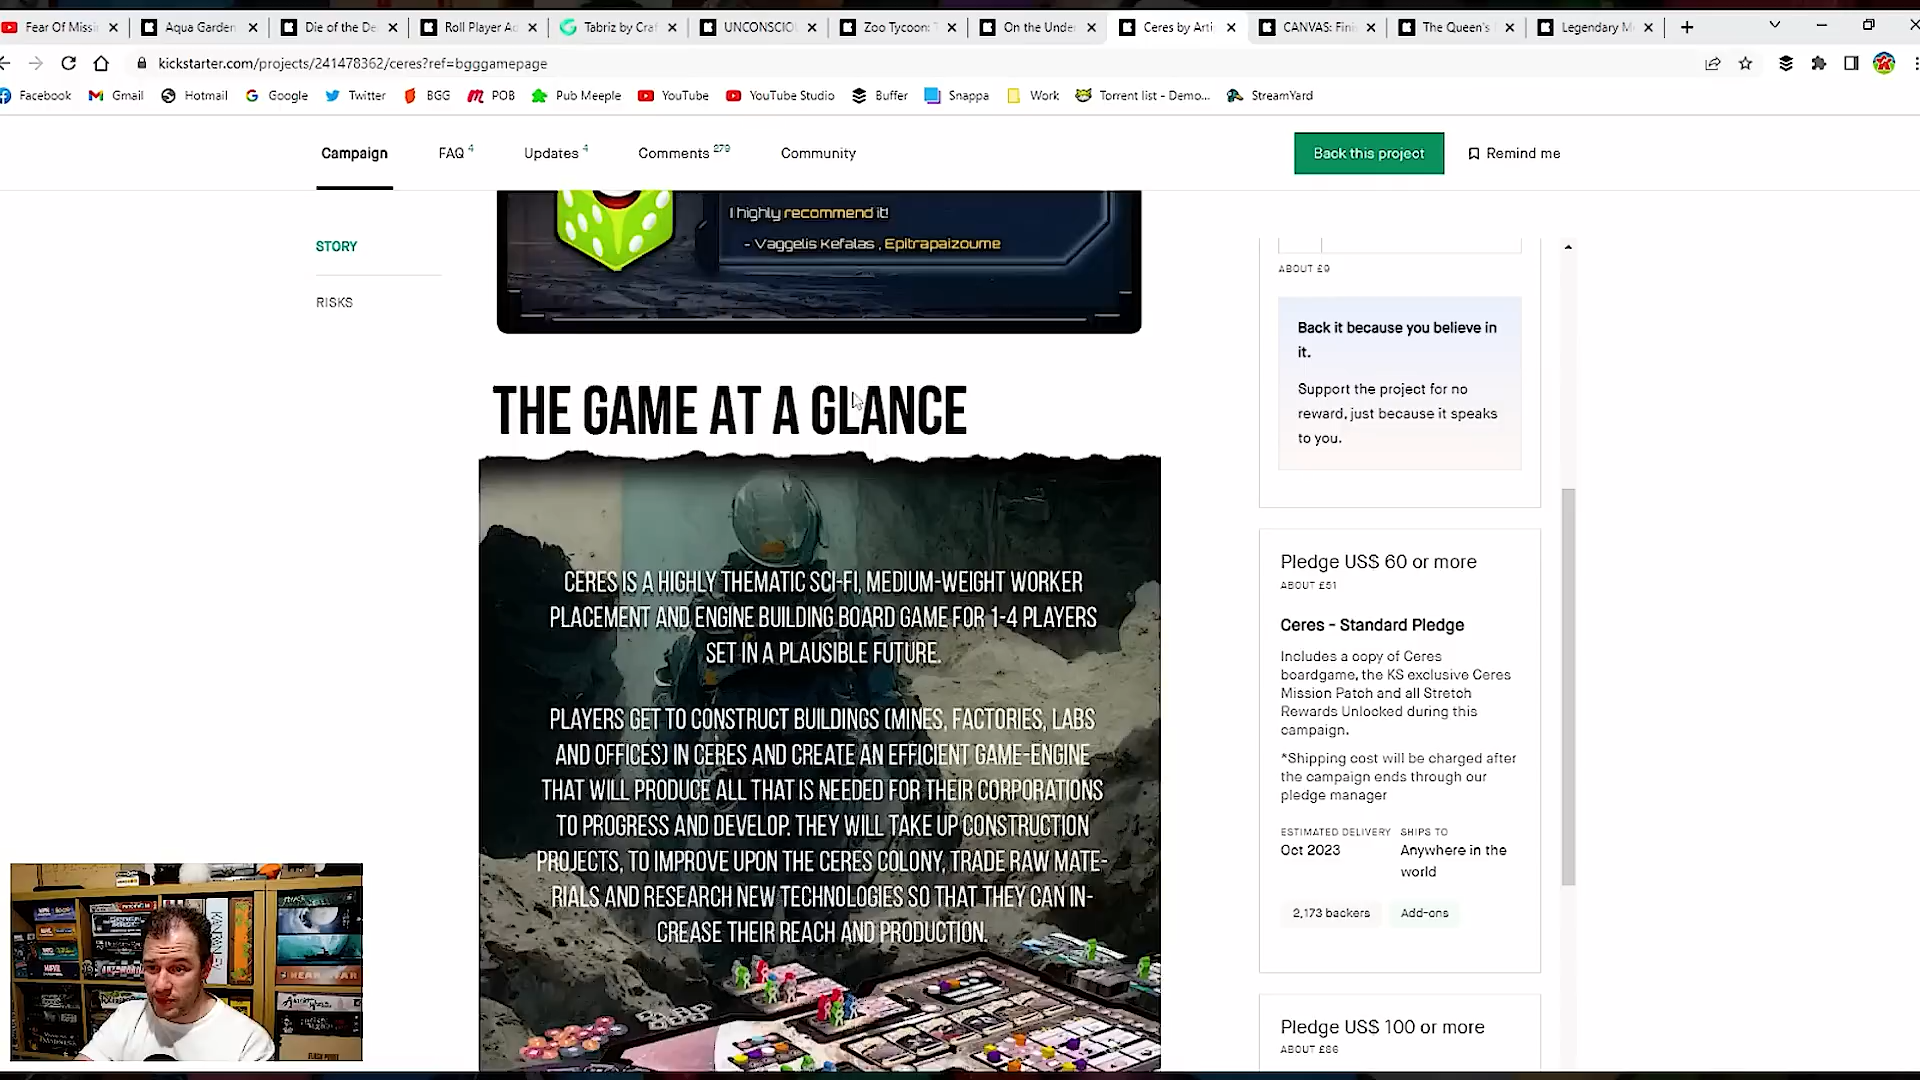 Fear Of Missi
Aqua Garden
Die of the De
Roll Player Ad
Tabriz by Craf
UNCONSCIO
Zoo Tycoon: T
On the Unde
Ceres by Arti
CANVAS: Fini
The Queen's
Legendary M
kickstarter.com/projects/241478362/ceres?ref=bgggamepage
Facebook
Gmail
Hotmail
Google
Twitter
BGG
POB
Pub Meeple
YouTube
YouTube Studio
Buffer
Snappa
Work
Torrent list - Demo...
StreamYard
Campaign
FAQ 4
Updates 4
Comments 279
Community
Back this project
Remind me
STORY
RISKS
I highly recommend it!
- Vaggelis Kefalas , Epitrapaizoume
THE GAME AT A GLANCE
CERES IS A HIGHLY THEMATIC SCI-FI, MEDIUM-WEIGHT WORKER
PLACEMENT AND ENGINE BUILDING BOARD GAME FOR 1-4 PLAYERS
SET IN A PLAUSIBLE FUTURE.
PLAYERS GET TO CONSTRUCT BUILDINGS (MINES, FACTORIES, LABS
AND OFFICES) IN CERES AND CREATE AN EFFICIENT GAME-ENGINE
THAT WILL PRODUCE ALL THAT IS NEEDED FOR THEIR CORPORATIONS
TO PROGRESS AND DEVELOP. THEY WILL TAKE UP CONSTRUCTION
PROJECTS, TO IMPROVE UPON THE CERES COLONY, TRADE RAW MATE-
RIALS AND RESEARCH NEW TECHNOLOGIES SO THAT THEY CAN IN-
CREASE THEIR REACH AND PRODUCTION.
ABOUT £9
Back it because you believe in
it.
Support the project for no
reward, just because it speaks
to you.
Pledge US$ 60 or more
ABOUT £51
Ceres - Standard Pledge
Includes a copy of Ceres
boardgame, the KS exclusive Ceres
Mission Patch and all Stretch
Rewards Unlocked during this
campaign.
*Shipping cost will be charged after
the campaign ends through our
pledge manager
ESTIMATED DELIVERY
Oct 2023
SHIPS TO
Anywhere in the
world
2,173 backers
Add-ons
Pledge US$ 100 or more
ABOUT £86